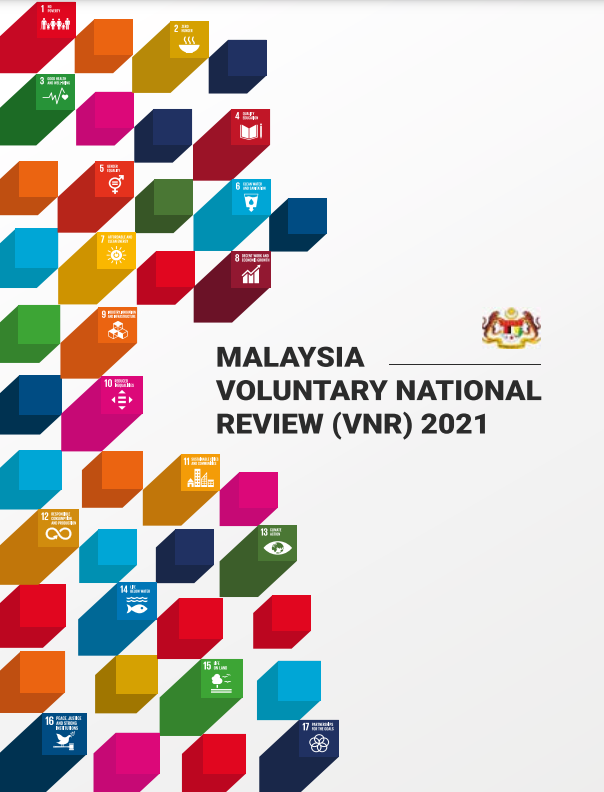 1 NO
POVERTY
2 ZERO
HUNGER
3 GOOD HEALTH
AND WELL-BEING
4 QUALITY
EDUCATION
5 GENDER
EQUALITY
6 CLEAN WATER
AND SANITATION
7 AFFORDABLE AND
CLEAN ENERGY
8 DECENT WORK AND
ECONOMIC GROWTH
9 INDUSTRY, INNOVATION
AND INFRASTRUCTURE
MALAYSIA
VOLUNTARY NATIONAL
REVIEW (VNR) 2021
10 REDUCED
INEQUALITIES
11 SUSTAINABLE CITIES
AND COMMUNITIES
12 RESPONSIBLE
CONSUMPTION
AND PRODUCTION
13 CLIMATE
ACTION
14 LIFE
BELOW WATER
15 LIFE
ON LAND
16 PEACE, JUSTICE
AND STRONG
INSTITUTIONS
17 PARTNERSHIPS
FOR THE GOALS